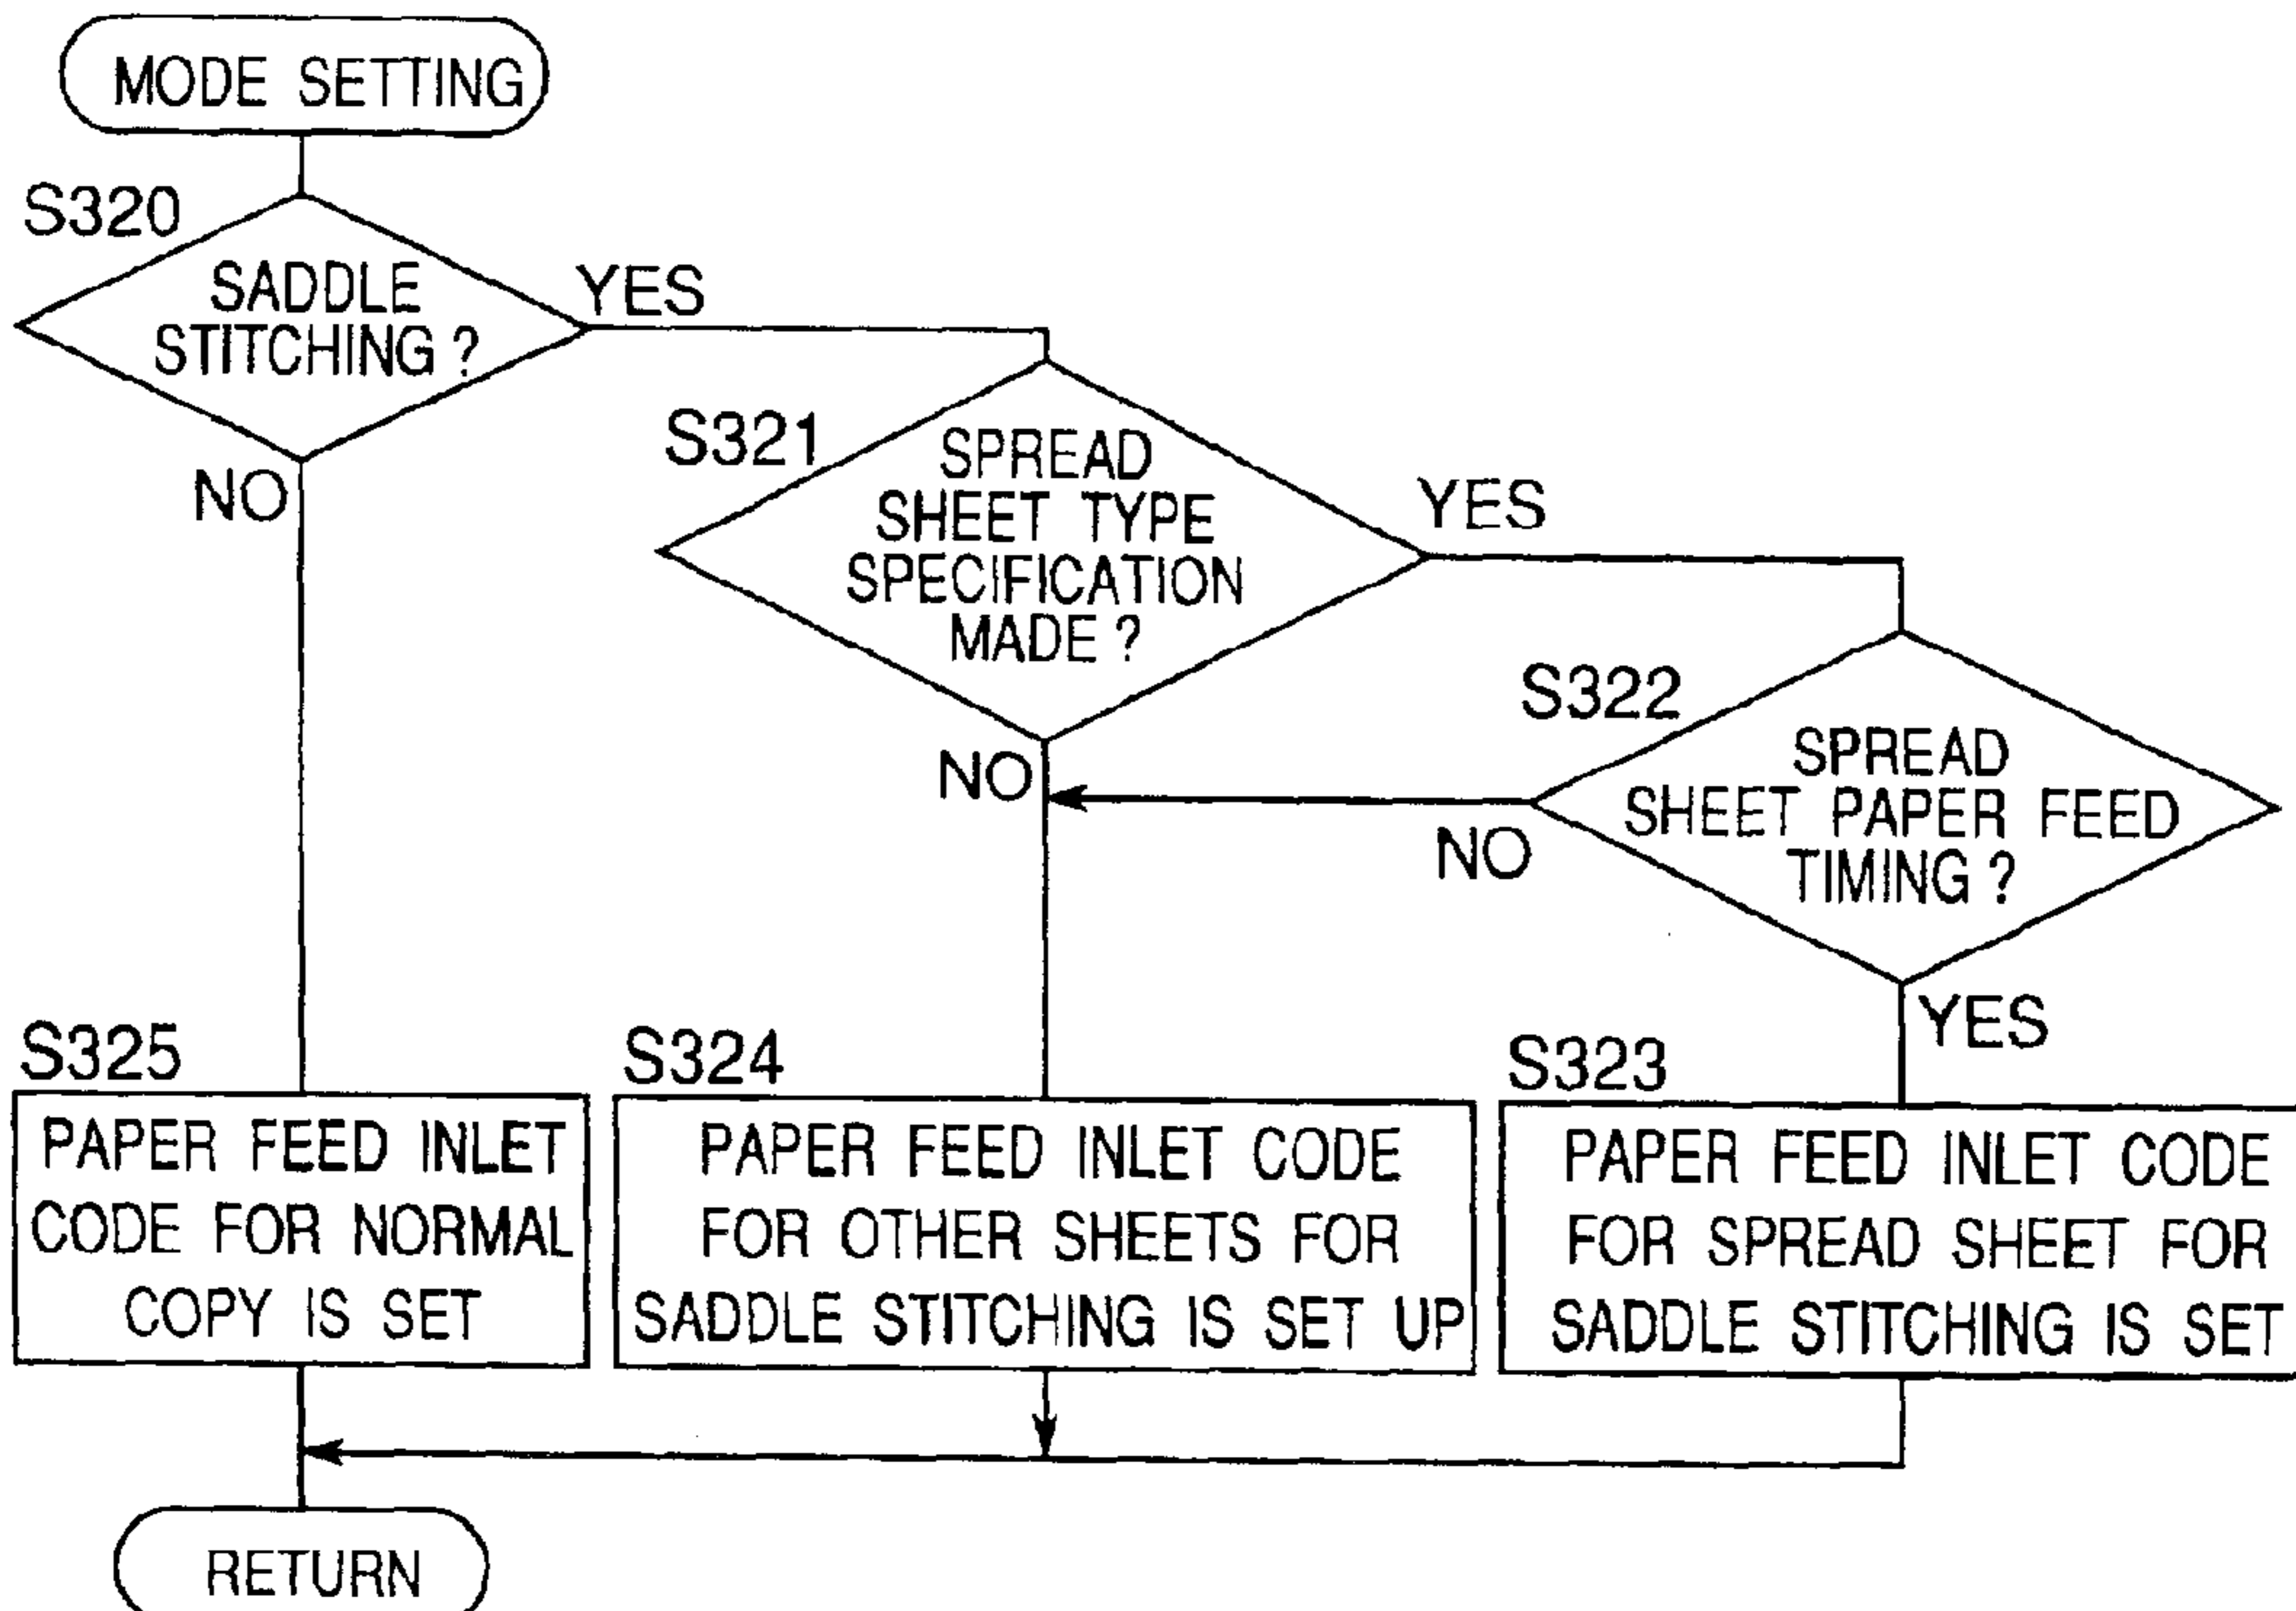 MODE SETTING
S320
SADDLE
STITCHING ?
YES
NO
S321
SPREAD
SHEET TYPE
SPECIFICATION
MADE ?
YES
NO
S322
SPREAD
SHEET PAPER FEED
TIMING ?
NO
YES
S325
PAPER FEED INLET
CODE FOR NORMAL
COPY IS SET
S324
PAPER FEED INLET CODE
FOR OTHER SHEETS FOR
SADDLE STITCHING IS SET UP
S323
PAPER FEED INLET CODE
FOR SPREAD SHEET FOR
SADDLE STITCHING IS SET
RETURN